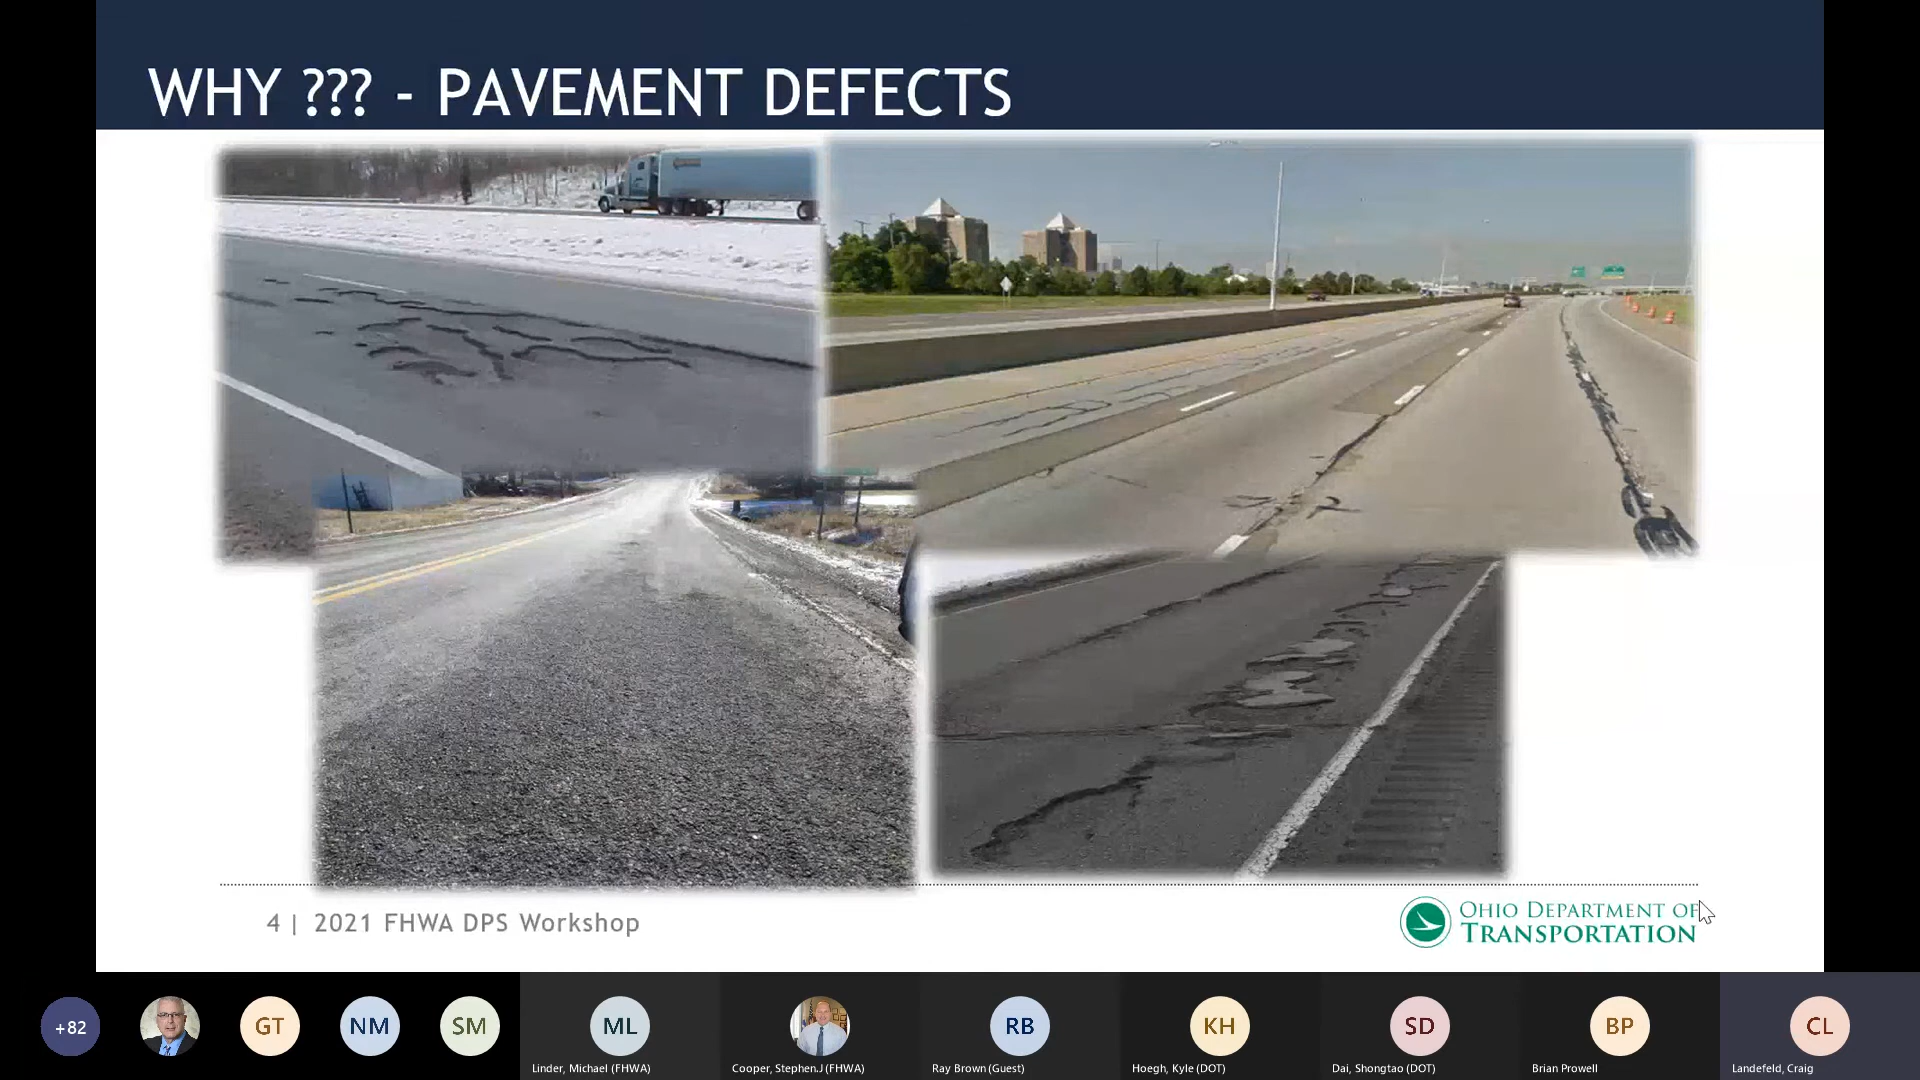 WHY ??? - PAVEMENT DEFECTS
4 | 2021 FHWA DPS Workshop
OHIO DEPARTMENT OF
TRANSPORTATION
+82
GT
NM
SM
ML
RB
KH
SD
BP
CL
Linder, Michael (FHWA)
Cooper, Stephen.J (FHWA)
Ray Brown (Guest)
Hoegh, Kyle (DOT)
Dai, Shongtao (DOT)
Brian Prowell
Landefeld, Craig